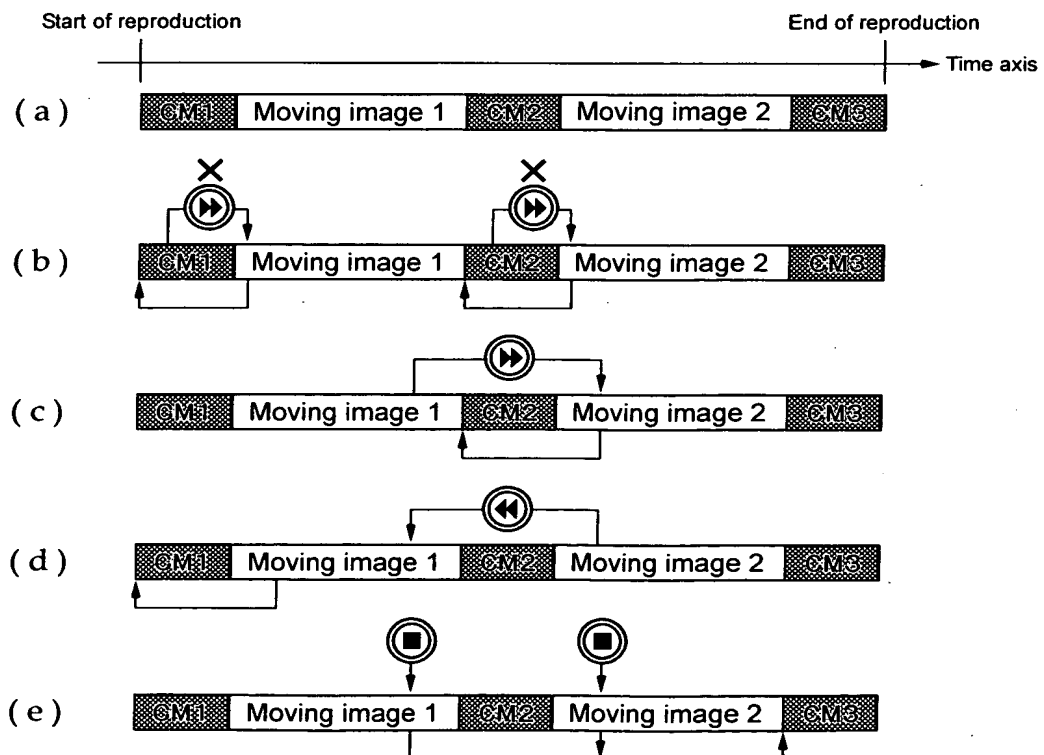 Start of reproduction
End of reproduction
Time axis
(a) CM1 Moving image 1 CM2 Moving image 2 CM3
(b) CM1 Moving image 1 CM2 Moving image 2 CM3
(c) CM1 Moving image 1 CM2 Moving image 2 CM3
(d) CM1 Moving image 1 CM2 Moving image 2 CM3
(e) CM1 Moving image 1 CM2 Moving image 2 CM3